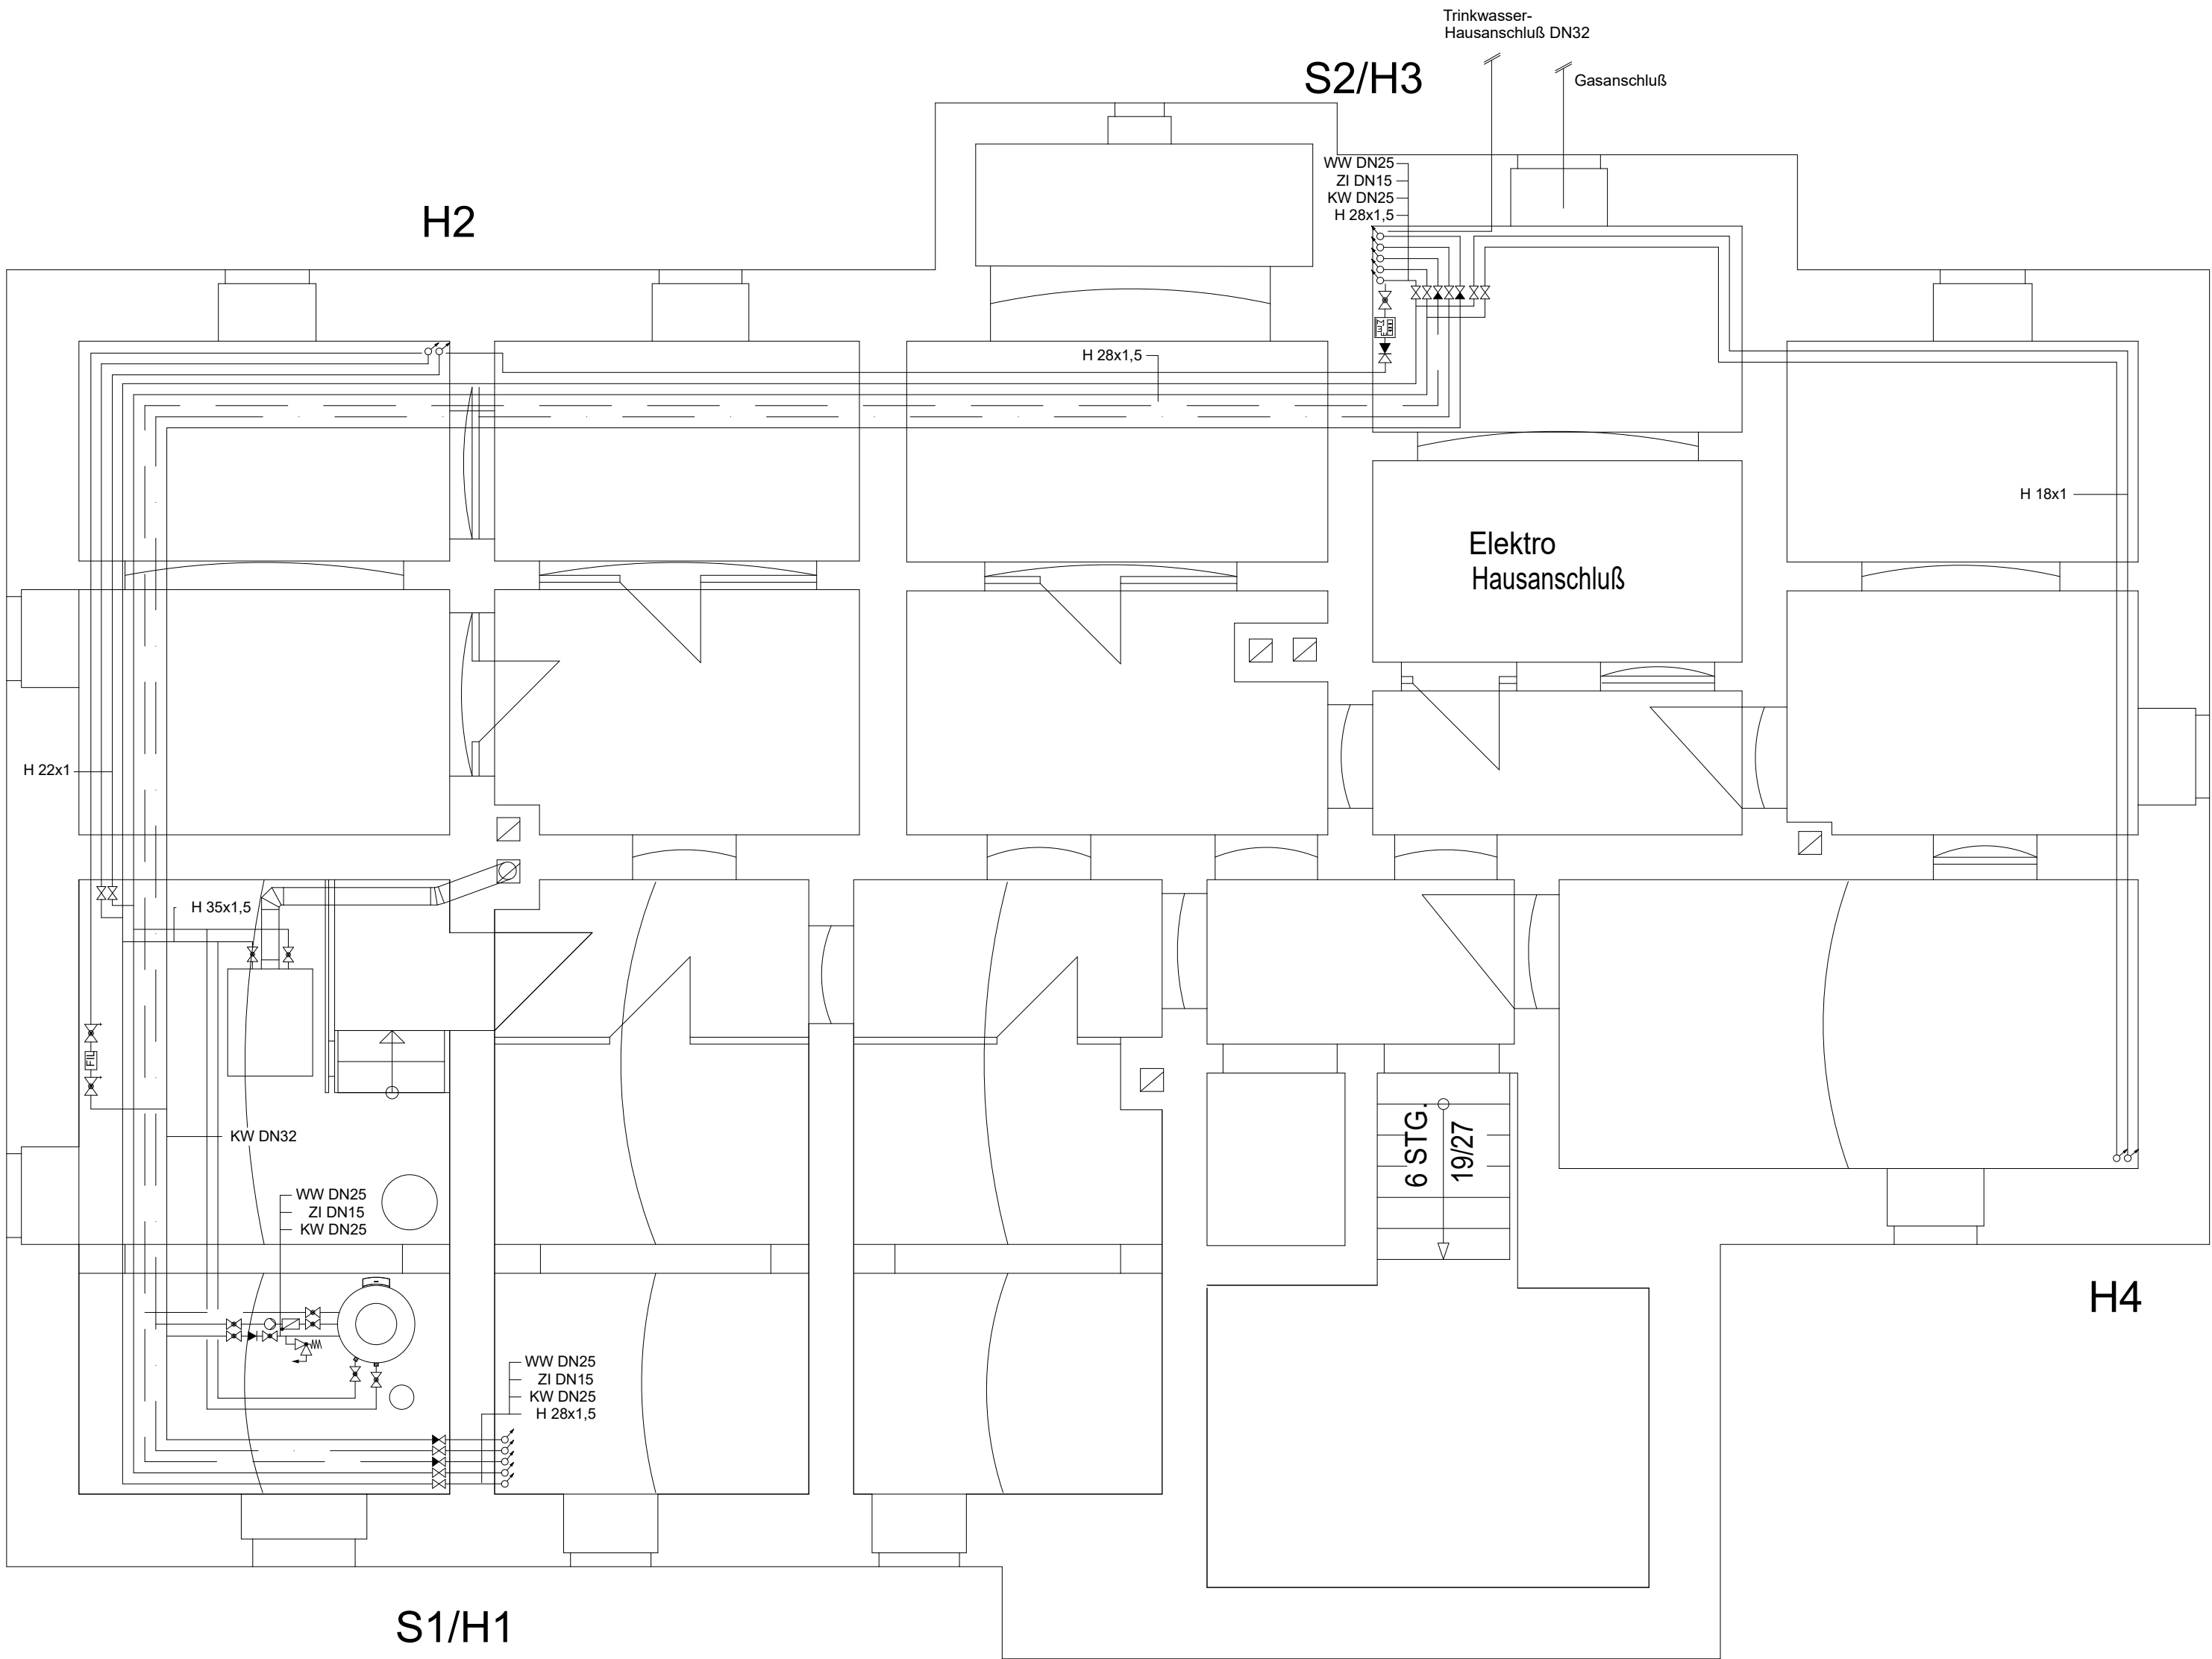 Trinkwasser-
Hausanschluß DN32
S2/H3
Gasanschluß
WW DN25
ZI DN15
KW DN25
H 28x1,5
H2
H 28x1,5
H 18x1
Elektro
Hausanschluß
H 22x1
H 35x1,5
FIL
KW DN32
6 STG.
19/27
WW DN25
ZI DN15
KW DN25
H4
WW DN25
ZI DN15
KW DN25
H 28x1,5
S1/H1